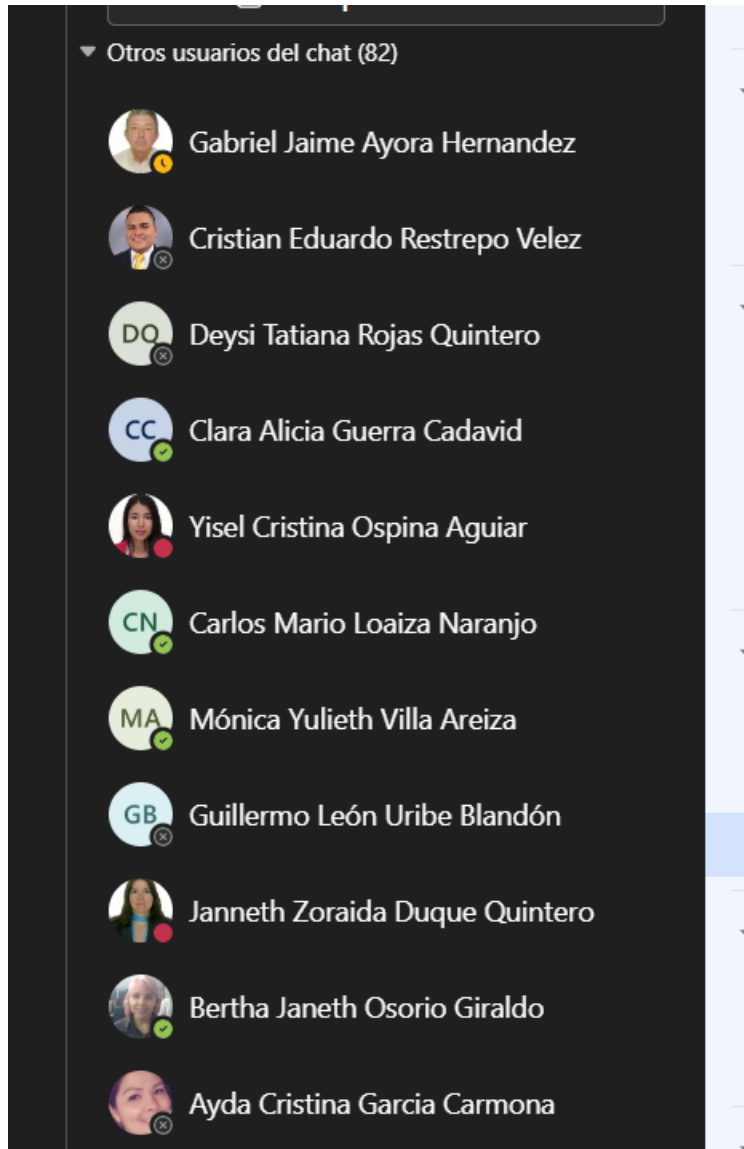 Otros usuarios del chat (82)
Gabriel Jaime Ayora Hernandez
Cristian Eduardo Restrepo Velez
DQ
Deysi Tatiana Rojas Quintero
CC
Clara Alicia Guerra Cadavid
Yisel Cristina Ospina Aguiar
CN
Carlos Mario Loaiza Naranjo
MA
Mónica Yulieth Villa Areiza
GB
Guillermo León Uribe Blandón
Janneth Zoraida Duque Quintero
Bertha Janeth Osorio Giraldo
Ayda Cristina Garcia Carmona